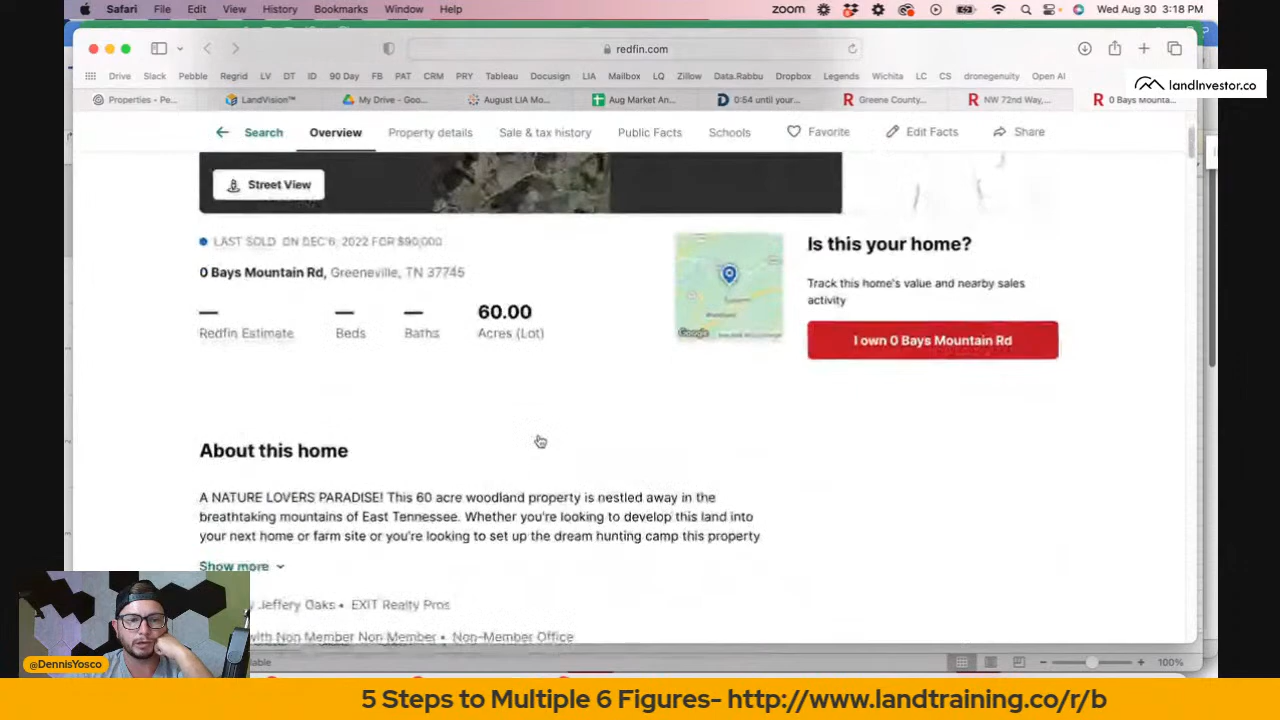 Safari File Edit View History Bookmarks Window Help zoom Wed Aug 30 3:18 PM
redfin.com
Drive Slack Pebble Regrid LV DT ID 90 Day FB PAT CRM PRY Tableau Docusign LIA Mailbox LQ Zillow Data.Rabbu Dropbox Legends Wichita LC CS dronegenuity Open AI
landInvestor.co
Properties - Pe... LandVision™ My Drive - Goo... August LIA Mo... Aug Market An... 0:54 until your... Greene County... NW 72nd Way,... 0 Bays Mounta...
Search Overview Property details Sale & tax history Public Facts Schools Favorite Edit Facts Share
Street View
LAST SOLD ON DEC 6, 2022 FOR $90,000
0 Bays Mountain Rd, Greeneville, TN 37745
60.00
Redfin Estimate Beds Baths Acres (Lot)
Google
Is this your home?
Track this home's value and nearby sales
activity
I own 0 Bays Mountain Rd
About this home
A NATURE LOVERS PARADISE! This 60 acre woodland property is nestled away in the
breathtaking mountains of East Tennessee. Whether you're looking to develop this land into
your next home or farm site or you're looking to set up the dream hunting camp this property
Show more
Jeffery Oaks • EXIT Realty Pros
with Non Member Non Member • Non-Member Office
100%
@DennisYosco
5 Steps to Multiple 6 Figures- http://www.landtraining.co/r/b